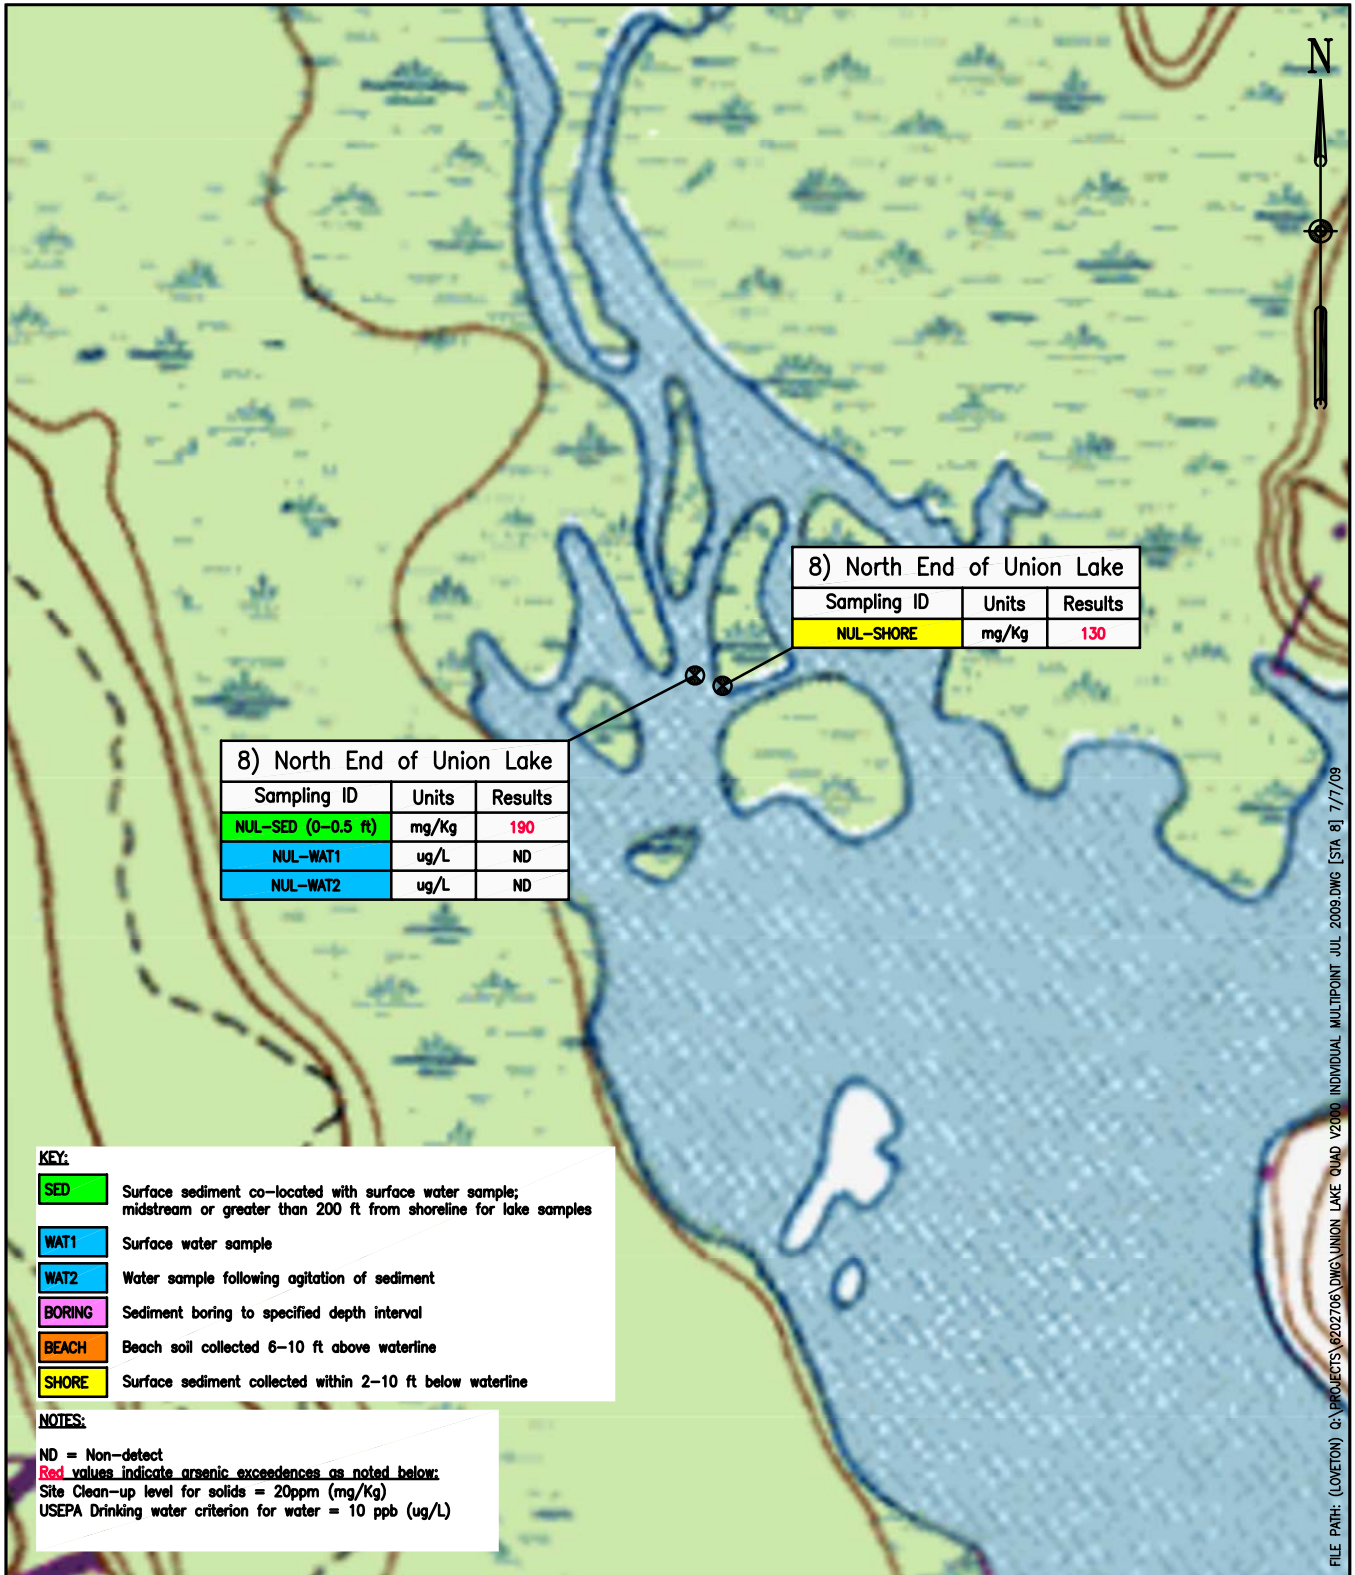 N
8) North End of Union Lake
Sampling ID Units Results
NUL-SHORE mg/Kg 130
8) North End of Union Lake
Sampling ID Units Results
NUL-SED (0-0.5 ft) mg/Kg 190
NUL-WAT1 ug/L ND
NUL-WAT2 ug/L ND
KEY:
SED Surface sediment co-located with surface water sample;
midstream or greater than 200 ft from shoreline for lake samples
WAT1 Surface water sample
WAT2 Water sample following agitation of sediment
BORING Sediment boring to specified depth interval
BEACH Beach soil collected 6-10 ft above waterline
SHORE Surface sediment collected within 2-10 ft below waterline
NOTES:
ND = Non-detect
Red values indicate arsenic exceedences as noted below:
Site Clean-up level for solids = 20ppm (mg/Kg)
USEPA Drinking water criterion for water = 10 ppb (ug/L)
FILE PATH: (LOVETON) Q:\PROJECTS\6202706\DWG\UNION LAKE QUAD V2000 INDIVIDUAL MULTIPOINT JUL 2009.DWG [STA 8] 7/7/09